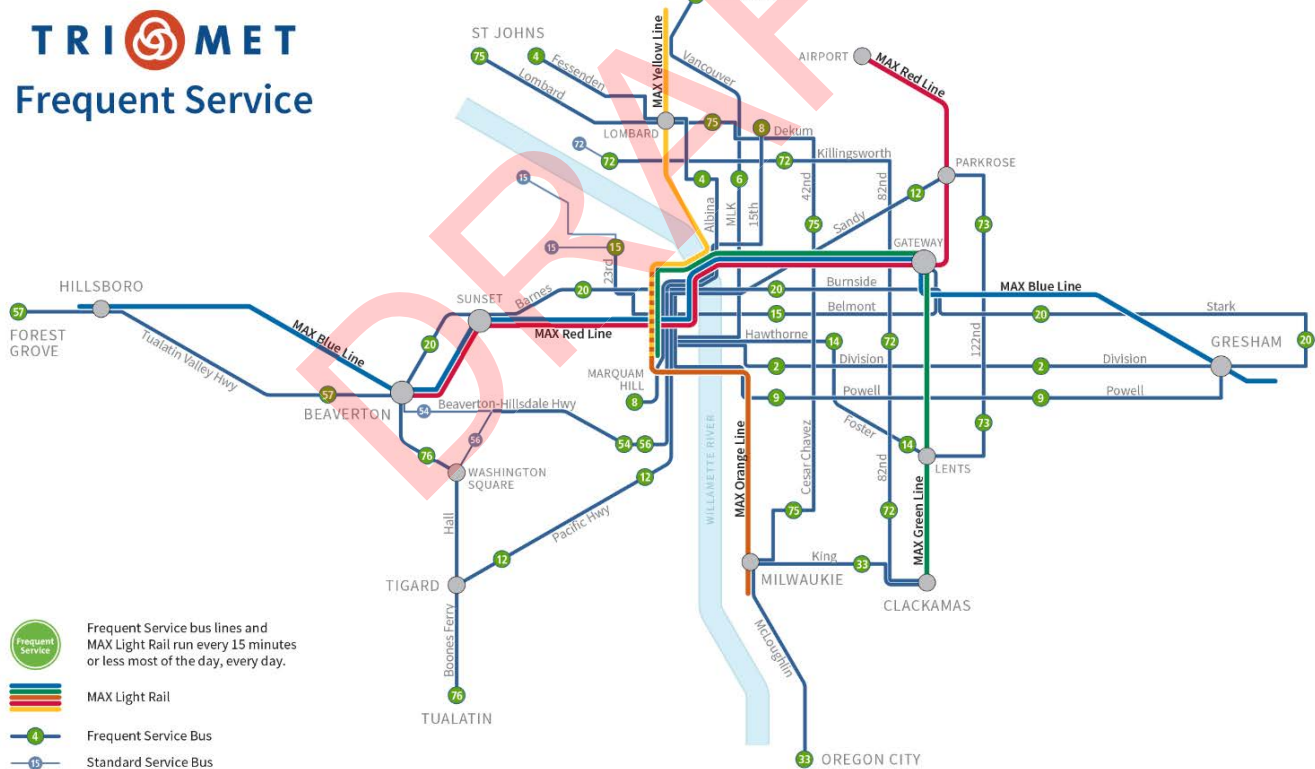 TRIMET
Frequent Service
DRAF
ST JOHNS
75
4
Fessenden
Lombard
MAX Yellow Line
Vancouver
AIRPORT
MAX Red Line
LOMBARD
75
8
Dekum
72
72
72
Killingsworth
PARKROSE
15
4
6
42nd
82nd
12
Albina
MLK
15th
75
Sandy
73
15
15
23rd
GATEWAY
HILLSBORO
SUNSET
Barnes
20
20
Burnside
MAX Blue Line
57
FOREST
GROVE
MAX Blue Line
MAX Red Line
15
Belmont
20
Stark
Tualatin Valley Hwy
20
Hawthorne
14
72
122nd
20
GRESHAM
MARQUAM
HILL
2
Division
2
Division
57
BEAVERTON
54
Beaverton-Hillsdale Hwy
8
9
Powell
9
Powell
76
56
54
56
Foster
14
73
WASHINGTON
SQUARE
12
WILLAMETTE RIVER
MAX Orange Line
Cesar Chavez
82nd
LENTS
Hall
Pacific Hwy
75
72
MAX Green Line
12
TIGARD
King
33
MILWAUKIE
CLACKAMAS
Boones Ferry
McLoughlin
76
TUALATIN
33
OREGON CITY
Frequent
Service
Frequent Service bus lines and
MAX Light Rail run every 15 minutes
or less most of the day, every day.
MAX Light Rail
4
Frequent Service Bus
15
Standard Service Bus